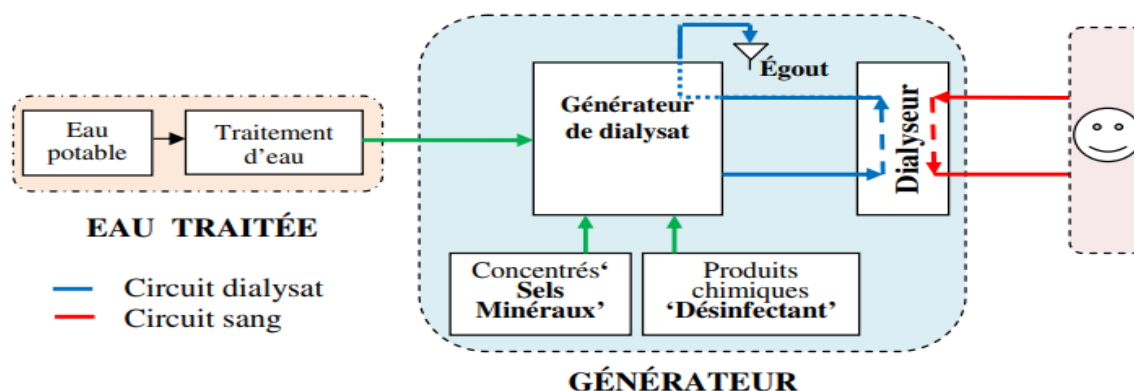 Eau
potable
Traitement
d'eau
EAU TRAITÉE
Circuit dialysat
Circuit sang
Égout
Générateur
de dialysat
Dialyseur
Concentrés‘
Sels
Minéraux’
Produits
chimiques
‘Désinfectant’
GÉNÉRATEUR